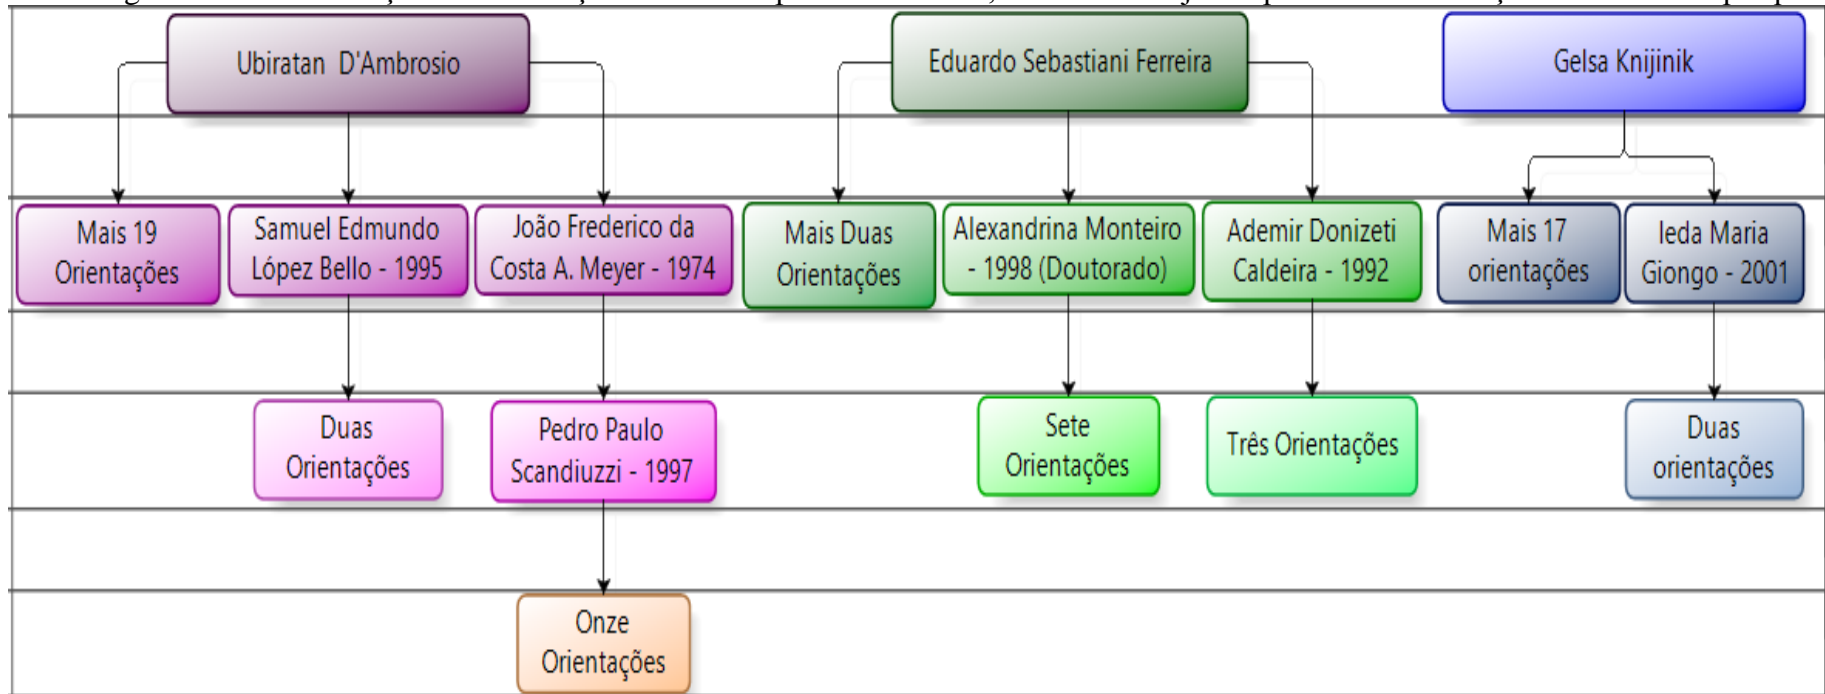 Ubiratan D'Ambrosio
Eduardo Sebastiani Ferreira
Gelsa Knijinik
Mais 19
Orientações
Samuel Edmundo
López Bello - 1995
João Frederico da
Costa A. Meyer - 1974
Mais Duas
Orientações
Alexandrina Monteiro
- 1998 (Doutorado)
Ademir Donizeti
Caldeira - 1992
Mais 17
orientações
Ieda Maria
Giongo - 2001
Duas
Orientações
Pedro Paulo
Scandiuzzi - 1997
Sete
Orientações
Três Orientações
Duas
orientações
Onze
Orientações